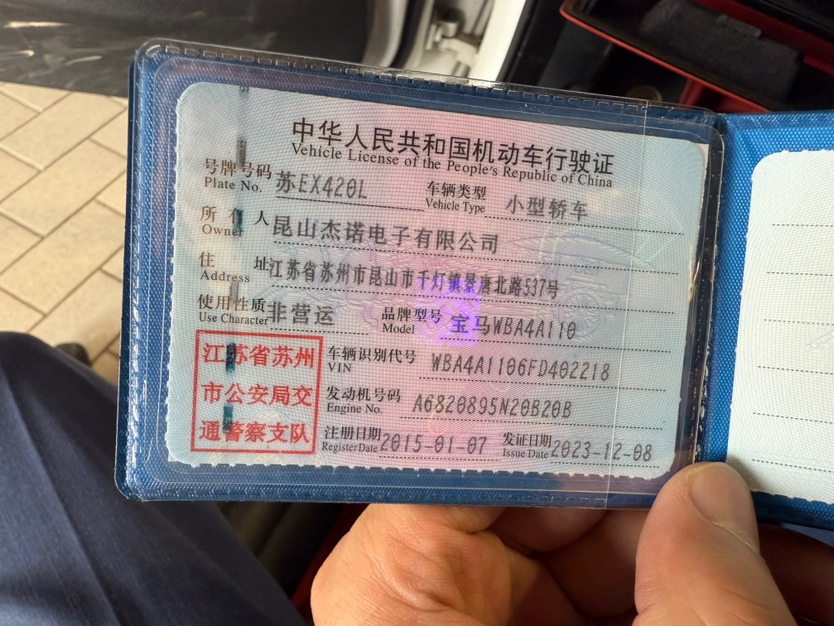 中华人民共和国机动车行驶证
Vehicle License of the People's Republic of China
号牌号码 苏EX420L 车辆类型 小型轿车
Plate No. Vehicle Type
所有人 昆山杰诺电子有限公司
Owner
住址 江苏省苏州市昆山市千灯镇景唐北路537号
Address
使用性质 非营运 品牌型号 宝马WBA4A110
Use Character Model
江苏省苏州
市公安局交
通警察支队
车辆识别代号 WBA4A1106FD402218
VIN
发动机号码 A6820895N20B20B
Engine No.
注册日期 2015-01-07 发证日期 2023-12-08
Register Date Issue Date